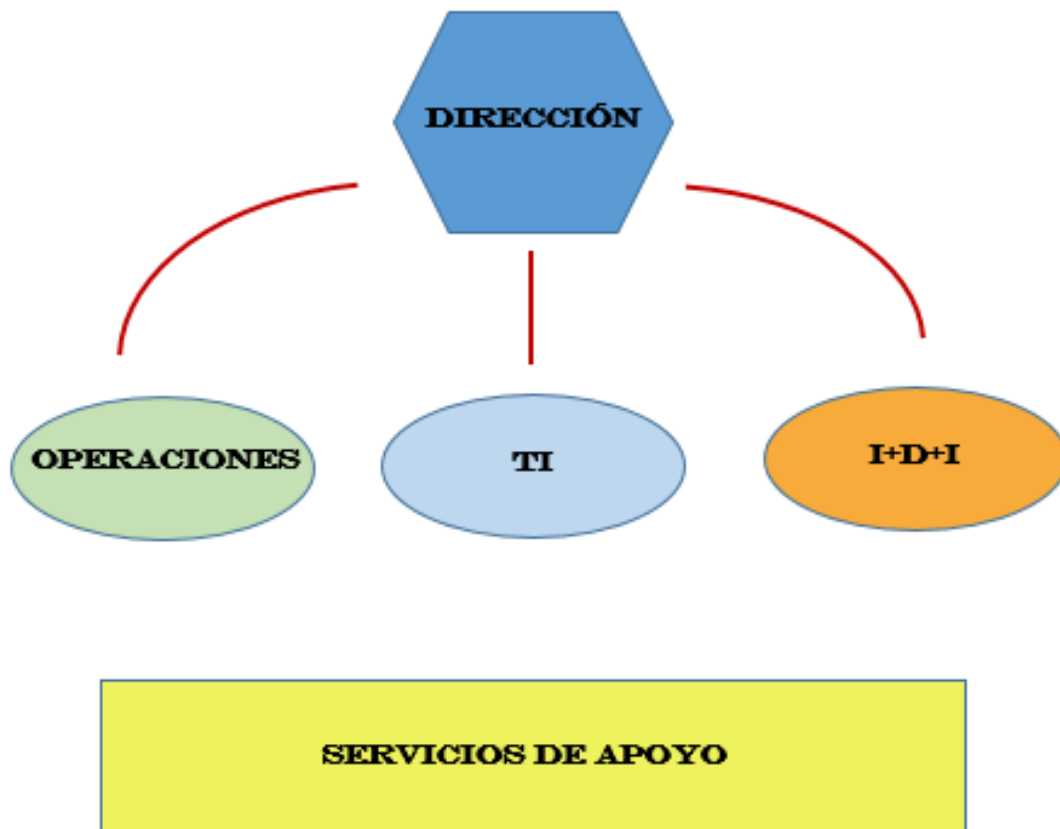 DIRECCIÓN
OPERACIONES
TI
I+D+I
SERVICIOS DE APOYO